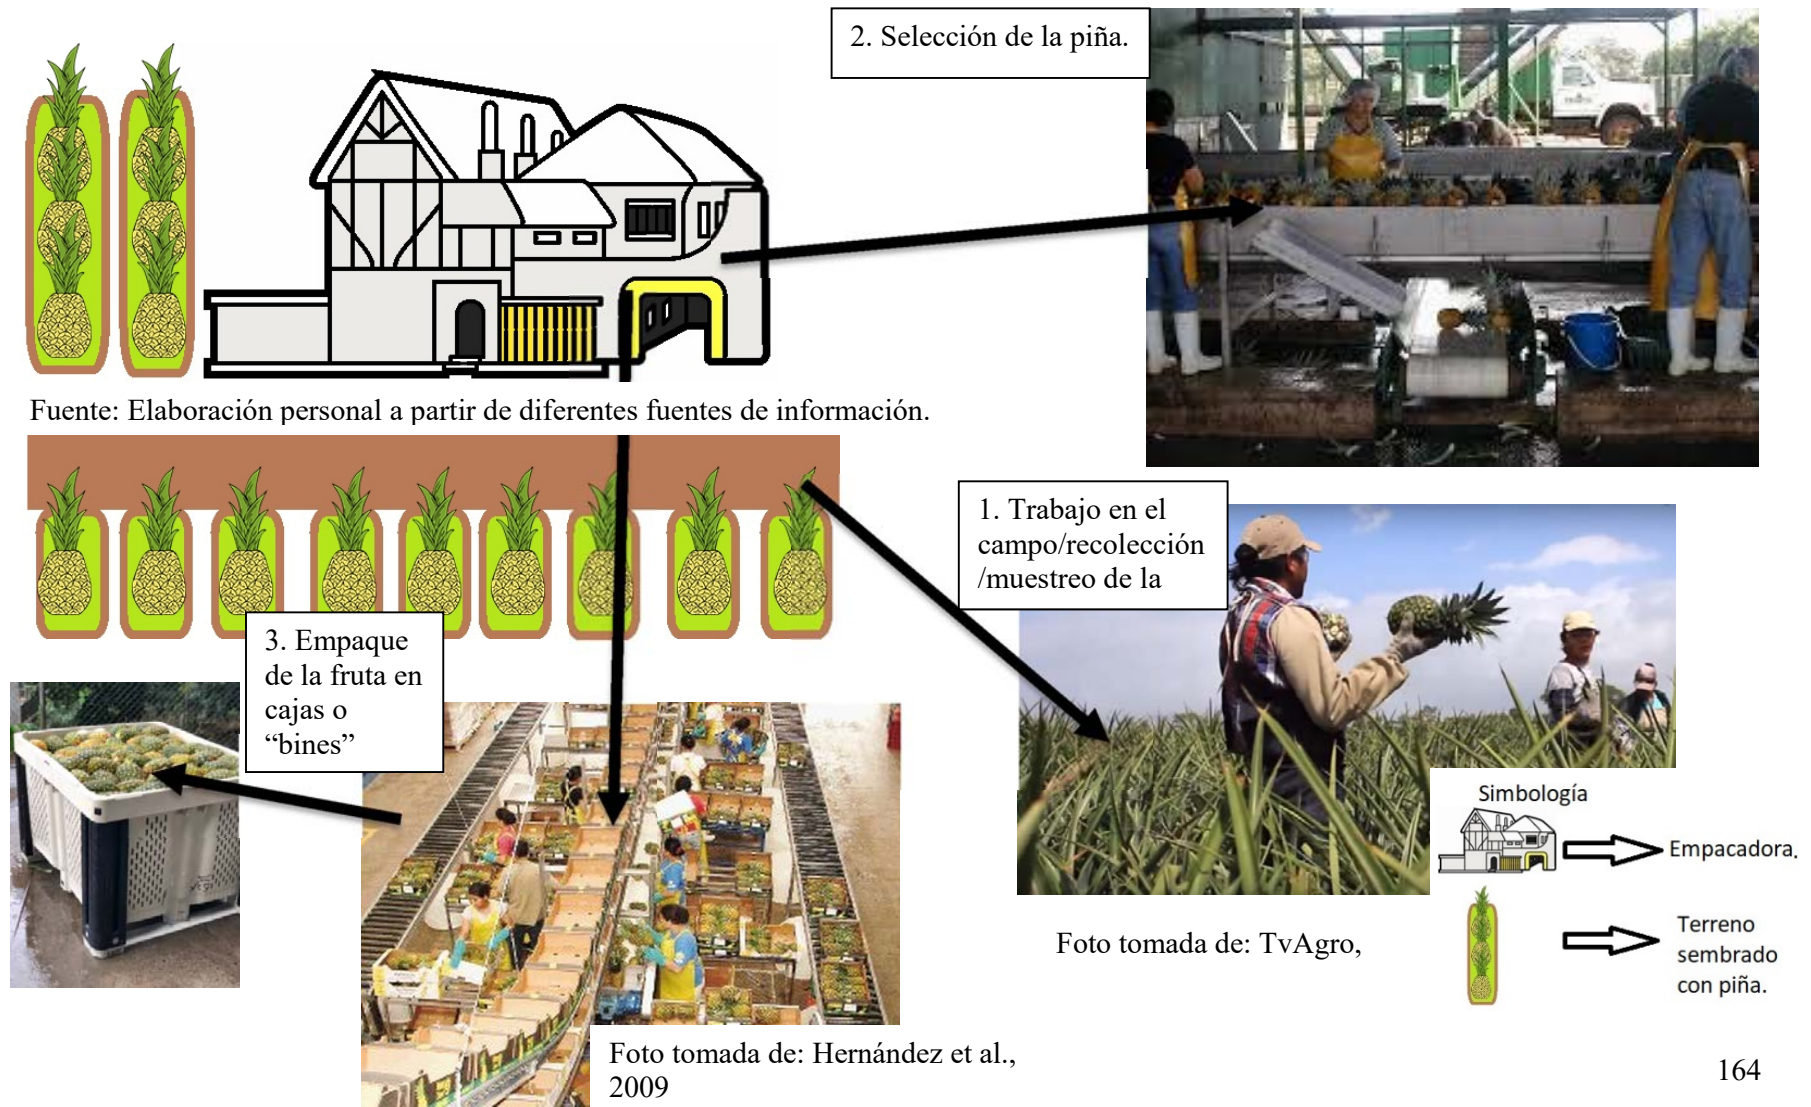 2. Selección de la piña.
Fuente: Elaboración personal a partir de diferentes fuentes de información.
1. Trabajo en el
campo/recolección
/muestreo de la
3. Empaque
de la fruta en
cajas o
“bines”
Simbología
Empacadora.
Terreno
sembrado
con piña.
Foto tomada de: TvAgro,
Foto tomada de: Hernández et al.,
2009
164